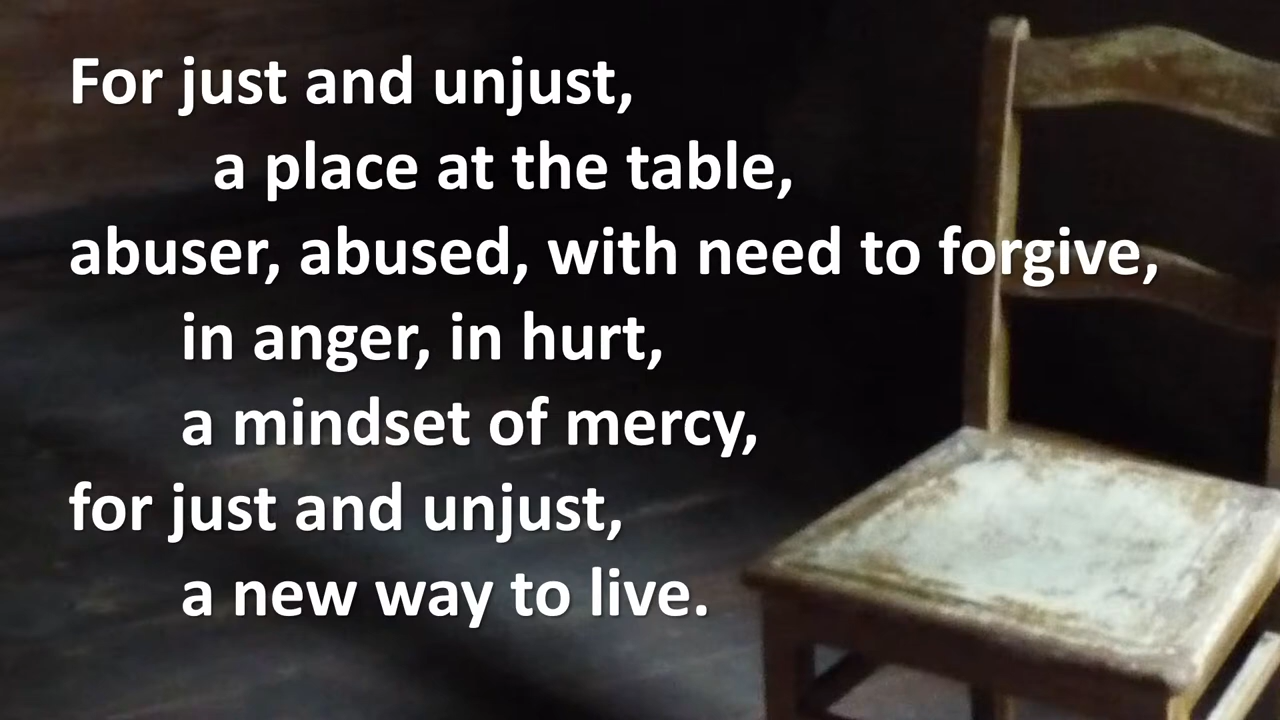 For just and unjust,
a place at the table,
abuser, abused, with need to forgive,
in anger, in hurt,
a mindset of mercy,
for just and unjust,
a new way to live.